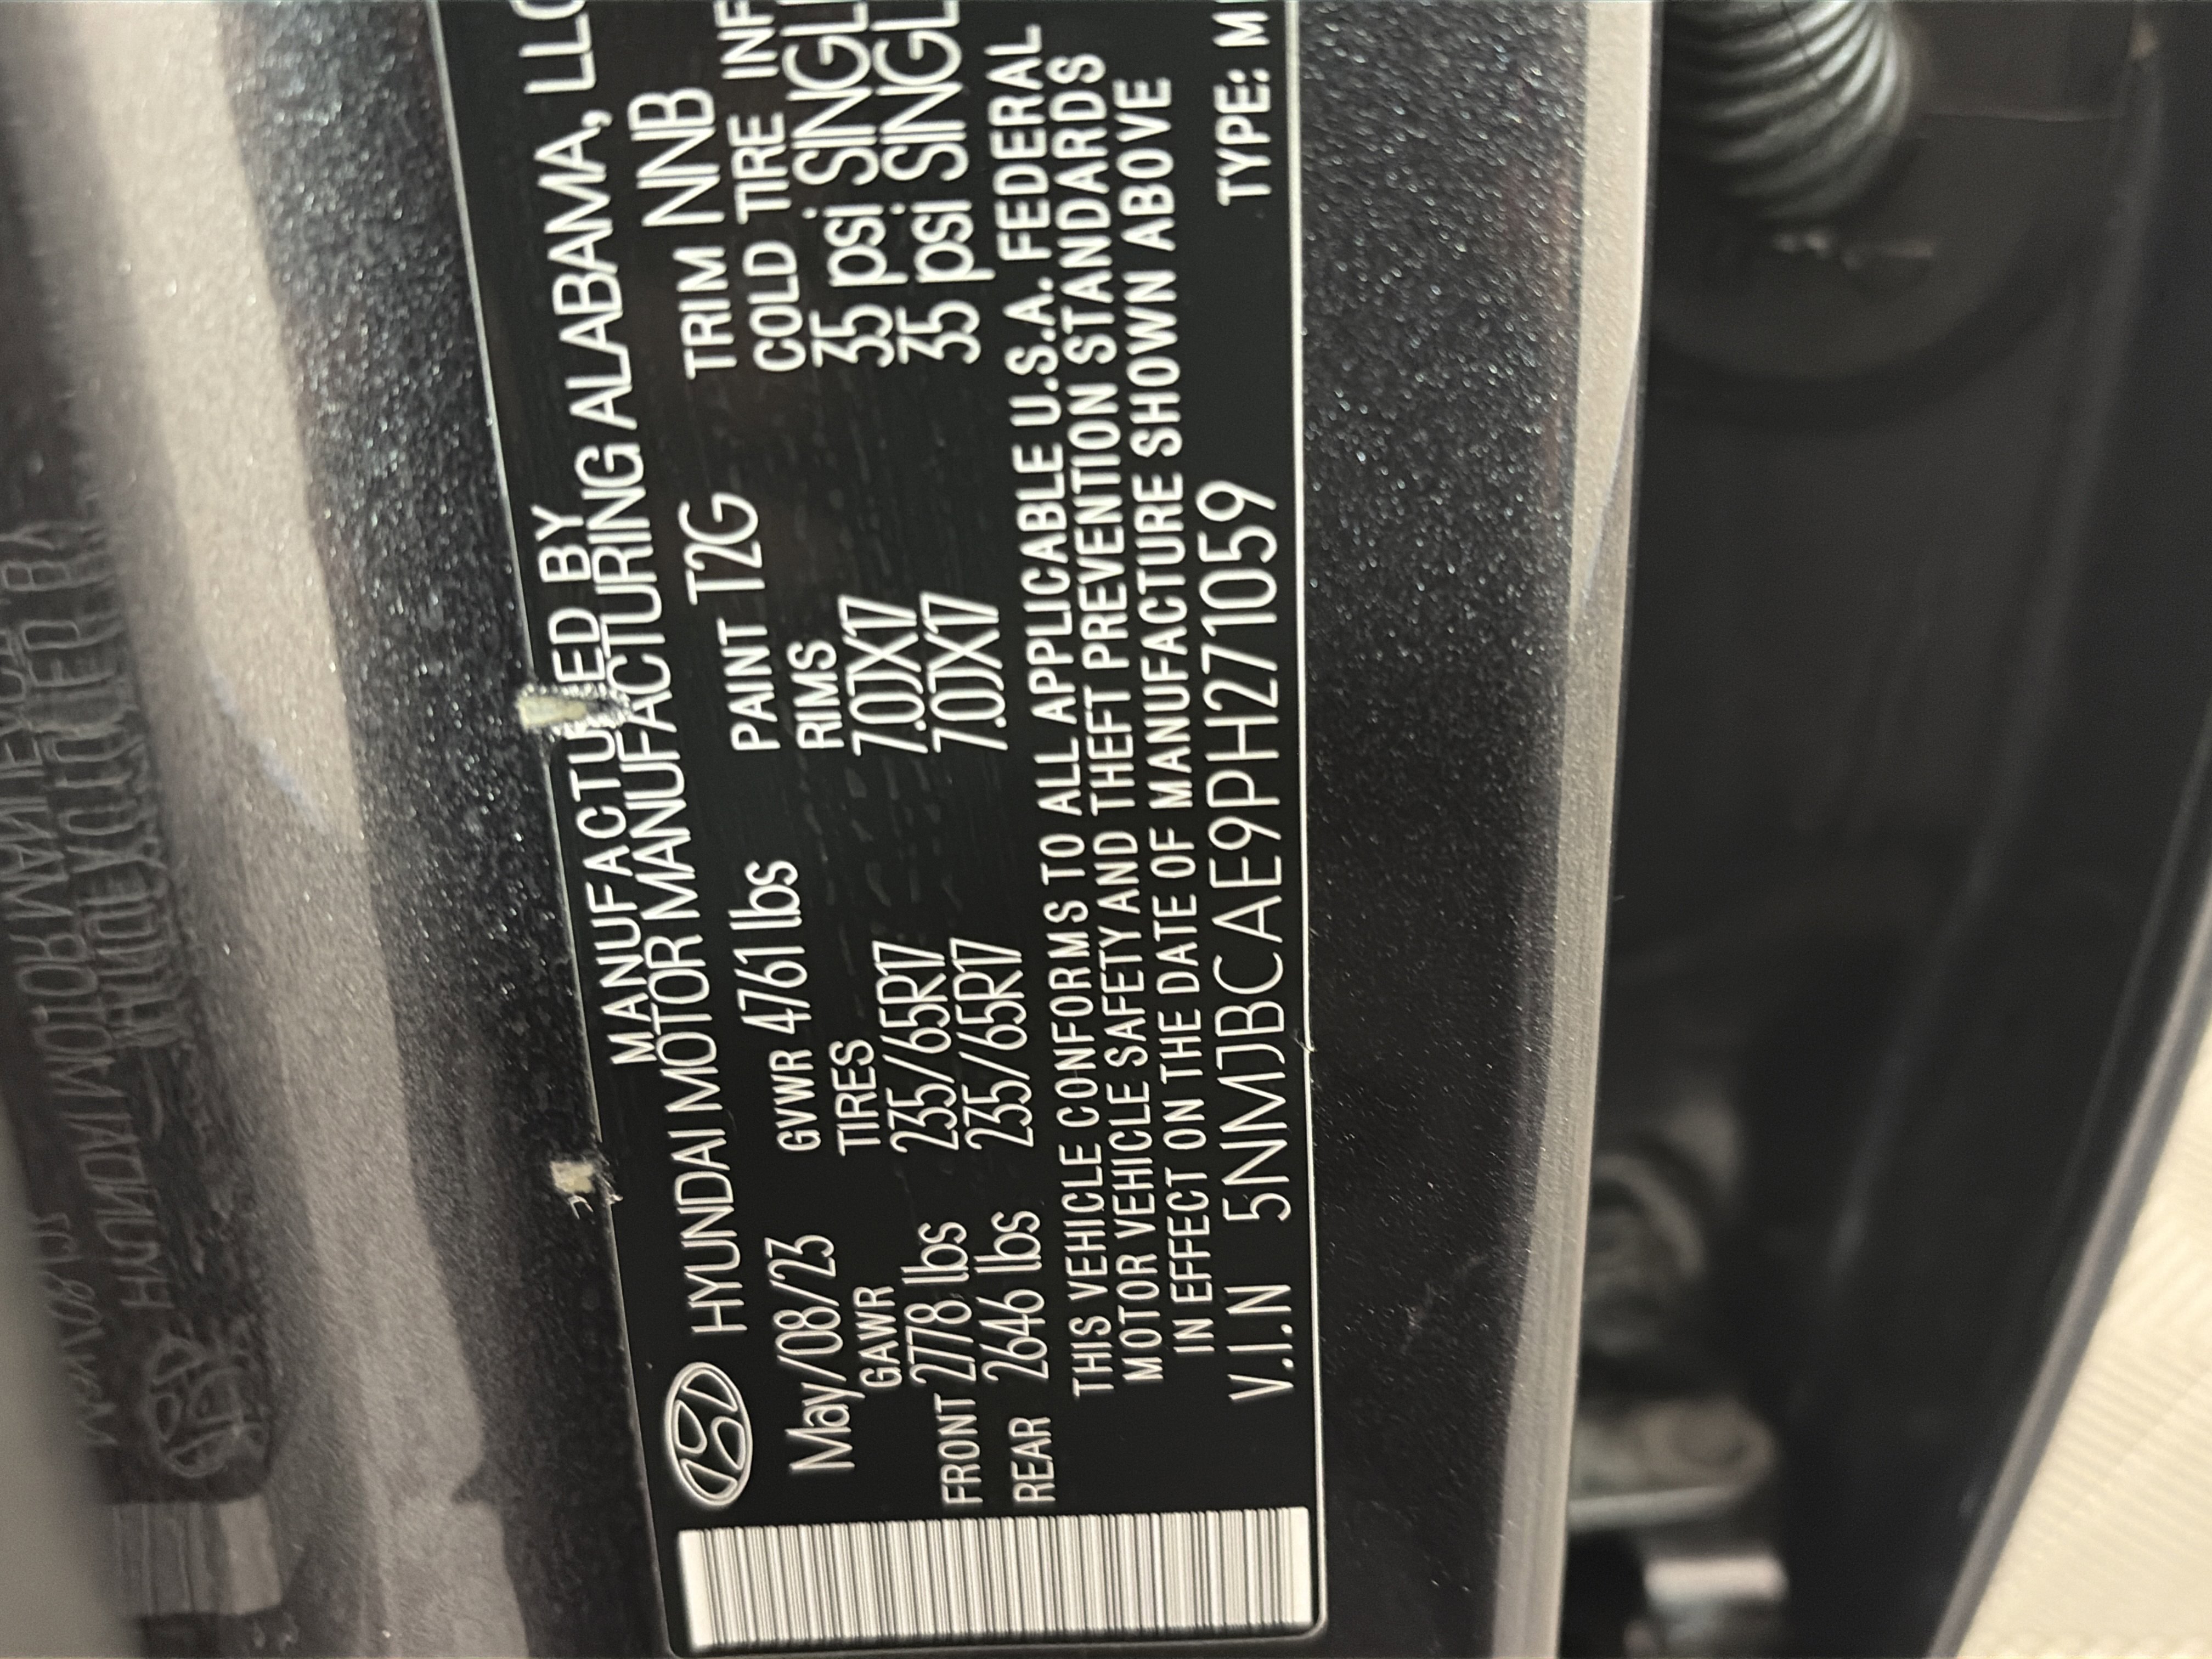 MANUFACTURED BY
HYUNDAI MOTOR MANUFACTURING ALABAMA, LLC
May/08/23 GVWR 4761 lbs PAINT T2G TRIM NNB
GAWR TIRES RIMS COLD TIRE INF
FRONT 2778 lbs 235/65R17 7.0JX17 35 psi SINGL
REAR 2646 lbs 235/65R17 7.0JX17 35 psi SINGL
THIS VEHICLE CONFORMS TO ALL APPLICABLE U.S.A. FEDERAL
MOTOR VEHICLE SAFETY AND THEFT PREVENTION STANDARDS
IN EFFECT ON THE DATE OF MANUFACTURE SHOWN ABOVE
V.I.N 5NMJBCAE9PH271059 TYPE: M